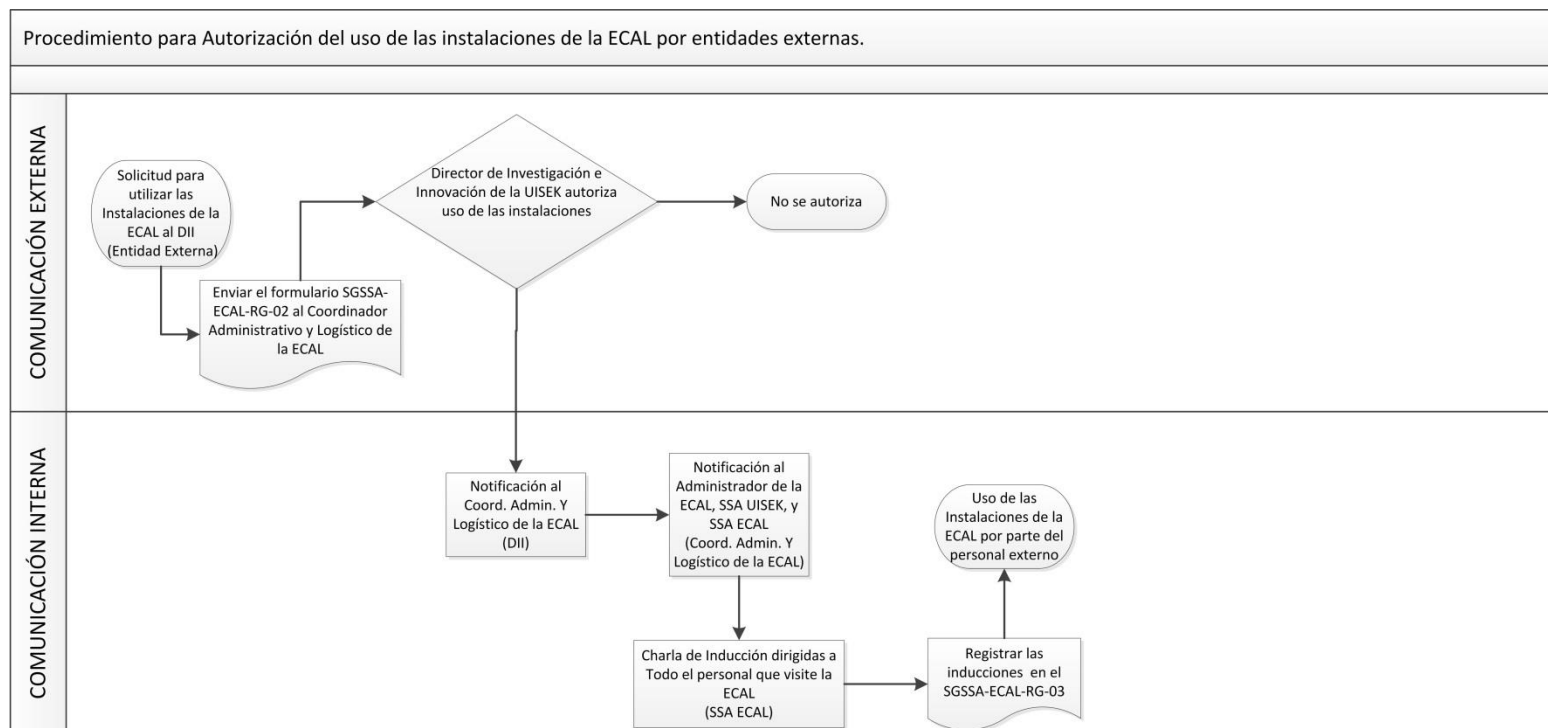 Procedimiento para Autorización del uso de las instalaciones de la ECAL por entidades externas.
COMUNICACIÓN EXTERNA
Solicitud para
utilizar las
Instalaciones de la
ECAL al DII
(Entidad Externa)
Enviar el formulario SGSSA-
ECAL-RG-02 al Coordinador
Administrativo y Logístico de
la ECAL
Director de Investigación e
Innovación de la UISEK autoriza
uso de las instalaciones
No se autoriza
COMUNICACIÓN INTERNA
Notificación al
Coord. Admin. Y
Logístico de la ECAL
(DII)
Notificación al
Administrador de la
ECAL, SSA UISEK, y
SSA ECAL
(Coord. Admin. Y
Logístico de la ECAL)
Charla de Inducción dirigidas a
Todo el personal que visite la
ECAL
(SSA ECAL)
Registrar las
inducciones en el
SGSSA-ECAL-RG-03
Uso de las
Instalaciones de la
ECAL por parte del
personal externo